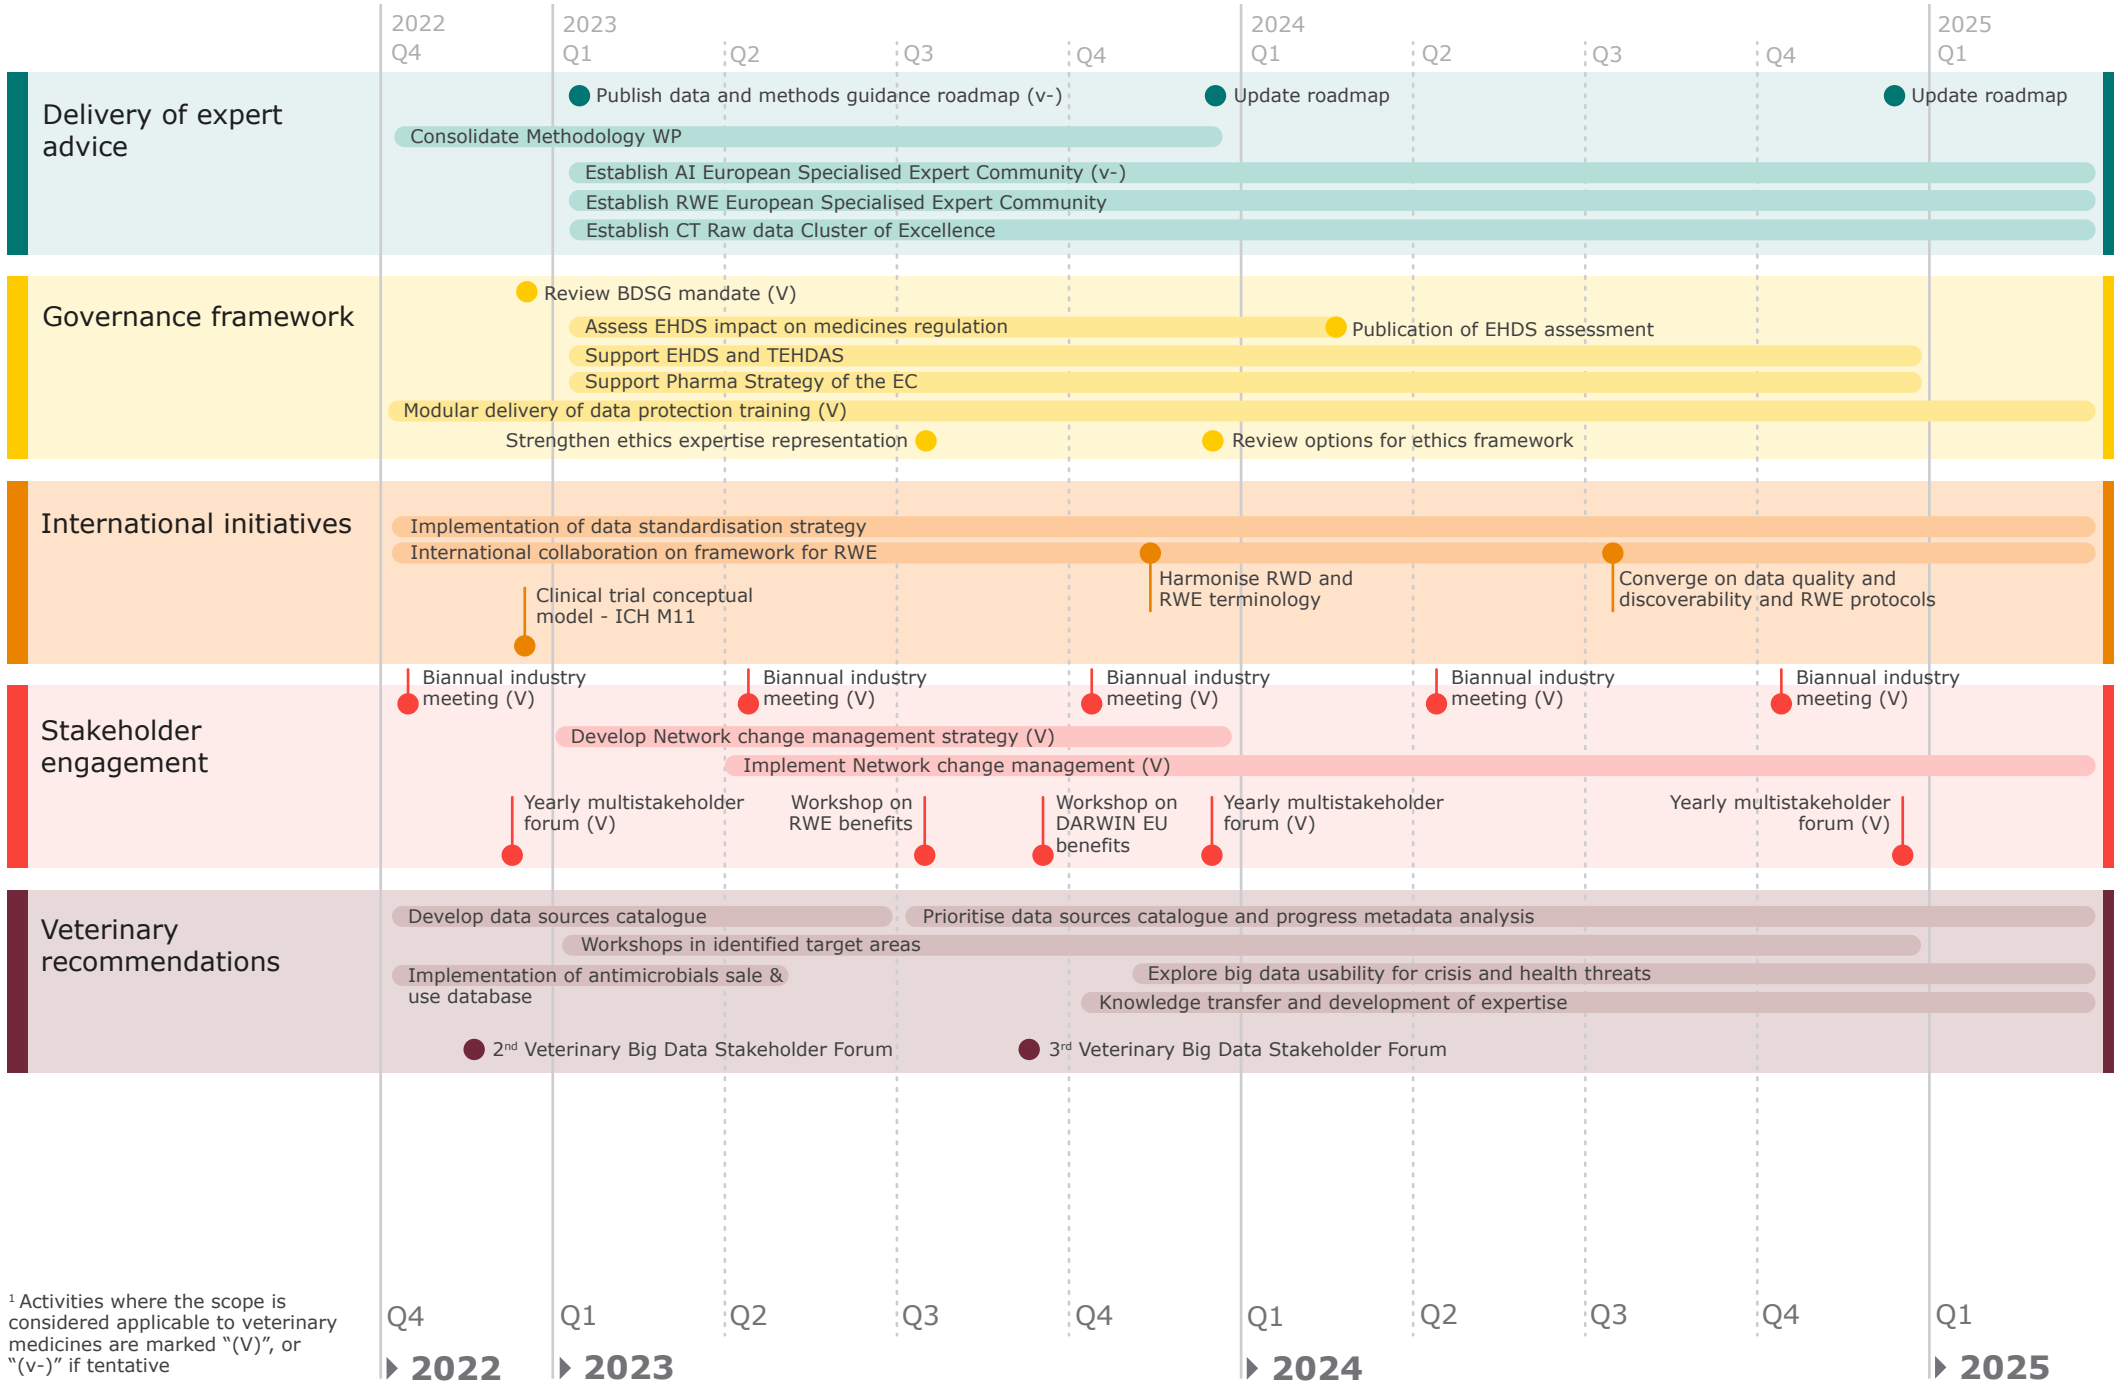 2022
2023
2024
2025
Q4
Q1
Q2
Q3
Q4
Q1
Q2
Q3
Q4
Q1
Delivery of expert
advice
Publish data and methods guidance roadmap (v-)
Update roadmap
Update roadmap
Consolidate Methodology WP
Establish AI European Specialised Expert Community (v-)
Establish RWE European Specialised Expert Community
Establish CT Raw data Cluster of Excellence
Governance framework
Review BDSG mandate (V)
Assess EHDS impact on medicines regulation
Publication of EHDS assessment
Support EHDS and TEHDAS
Support Pharma Strategy of the EC
Modular delivery of data protection training (V)
Strengthen ethics expertise representation
Review options for ethics framework
International initiatives
Implementation of data standardisation strategy
International collaboration on framework for RWE
Harmonise RWD and
RWE terminology
Converge on data quality and
discoverability and RWE protocols
Clinical trial conceptual
model - ICH M11
Stakeholder
engagement
Biannual industry
meeting (V)
Biannual industry
meeting (V)
Biannual industry
meeting (V)
Biannual industry
meeting (V)
Biannual industry
meeting (V)
Develop Network change management strategy (V)
Implement Network change management (V)
Yearly multistakeholder
forum (V)
Workshop on
RWE benefits
Workshop on
DARWIN EU
benefits
Yearly multistakeholder
forum (V)
Yearly multistakeholder
forum (V)
Veterinary
recommendations
Develop data sources catalogue
Prioritise data sources catalogue and progress metadata analysis
Workshops in identified target areas
Implementation of antimicrobials sale &
use database
Explore big data usability for crisis and health threats
Knowledge transfer and development of expertise
2nd Veterinary Big Data Stakeholder Forum
3rd Veterinary Big Data Stakeholder Forum
1 Activities where the scope is
considered applicable to veterinary
medicines are marked “(V)”, or
“(v-)” if tentative
Q4
Q1
Q2
Q3
Q4
Q1
Q2
Q3
Q4
Q1
2022
2023
2024
2025